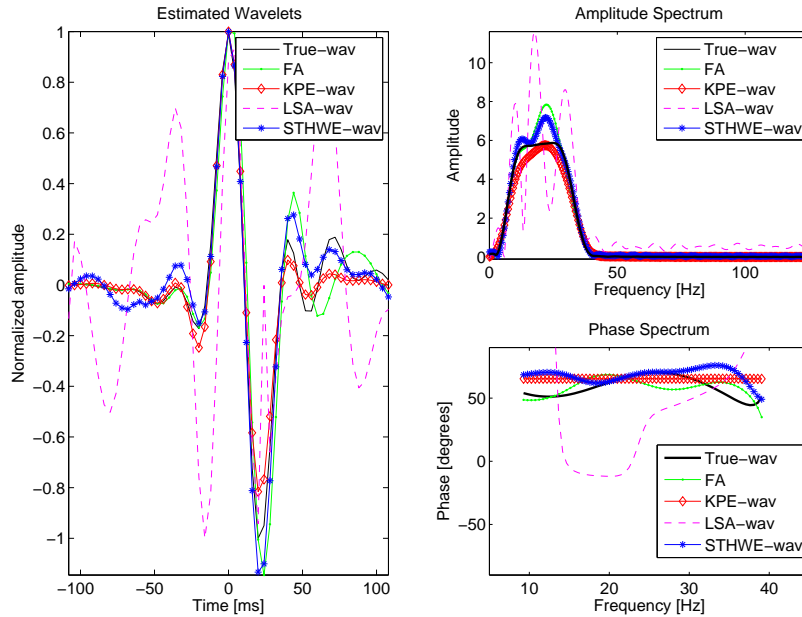 Estimated Wavelets
Normalized amplitude
1
0.8
0.6
0.4
0.2
0
−0.2
−0.4
−0.6
−0.8
−1
−100
−50
0
50
100
Time [ms]
True−wav
FA
KPE−wav
LSA−wav
STHWE−wav
Amplitude Spectrum
Amplitude
10
8
6
4
2
0
0
50
100
Frequency [Hz]
True−wav
FA
KPE−wav
LSA−wav
STHWE−wav
Phase Spectrum
Phase [degrees]
50
0
−50
10
20
30
40
Frequency [Hz]
True−wav
FA
KPE−wav
LSA−wav
STHWE−wav